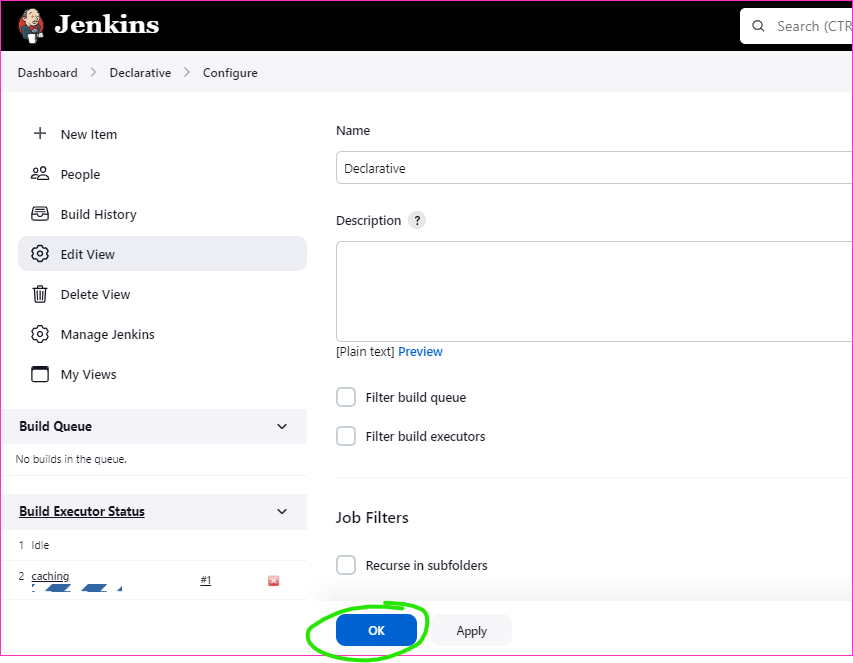 Jenkins
Search (CTR
Dashboard Declarative Configure
New Item
People
Build History
Edit View
Delete View
Manage Jenkins
My Views
Build Queue
No builds in the queue.
Build Executor Status
1 Idle
2 caching #1
Name
Declarative
Description ?
[Plain text] Preview
Filter build queue
Filter build executors
Job Filters
Recurse in subfolders
OK Apply